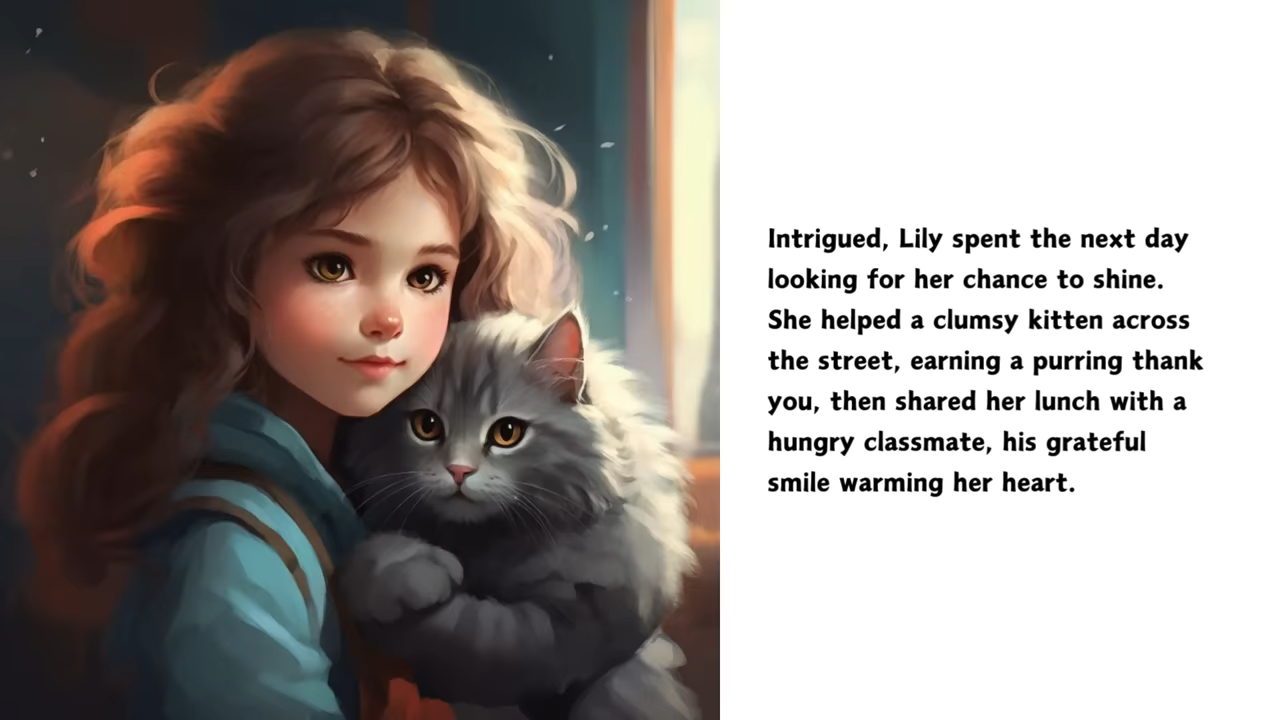 Intrigued, Lily spent the next day
looking for her chance to shine.
She helped a clumsy kitten across
the street, earning a purring thank
you, then shared her lunch with a
hungry classmate, his grateful
smile warming her heart.